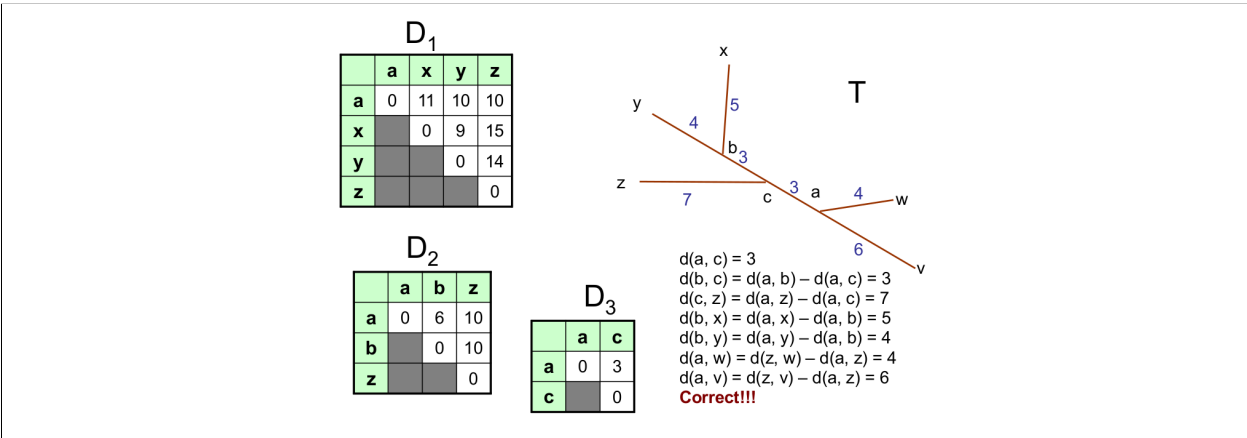 D1
a x y z
a 0 11 10 10
x 0 9 15
y 0 14
z 0
D2
a b z
a 0 6 10
b 0 10
z 0
D3
a c
a 0 3
c 0
T
x
5
y
4
b
3
z
7
c
3
a
4
w
6
v
d(a, c) = 3
d(b, c) = d(a, b) – d(a, c) = 3
d(c, z) = d(a, z) – d(a, c) = 7
d(b, x) = d(a, x) – d(a, b) = 5
d(b, y) = d(a, y) – d(a, b) = 4
d(a, w) = d(z, w) – d(a, z) = 4
d(a, v) = d(z, v) – d(a, z) = 6
Correct!!!